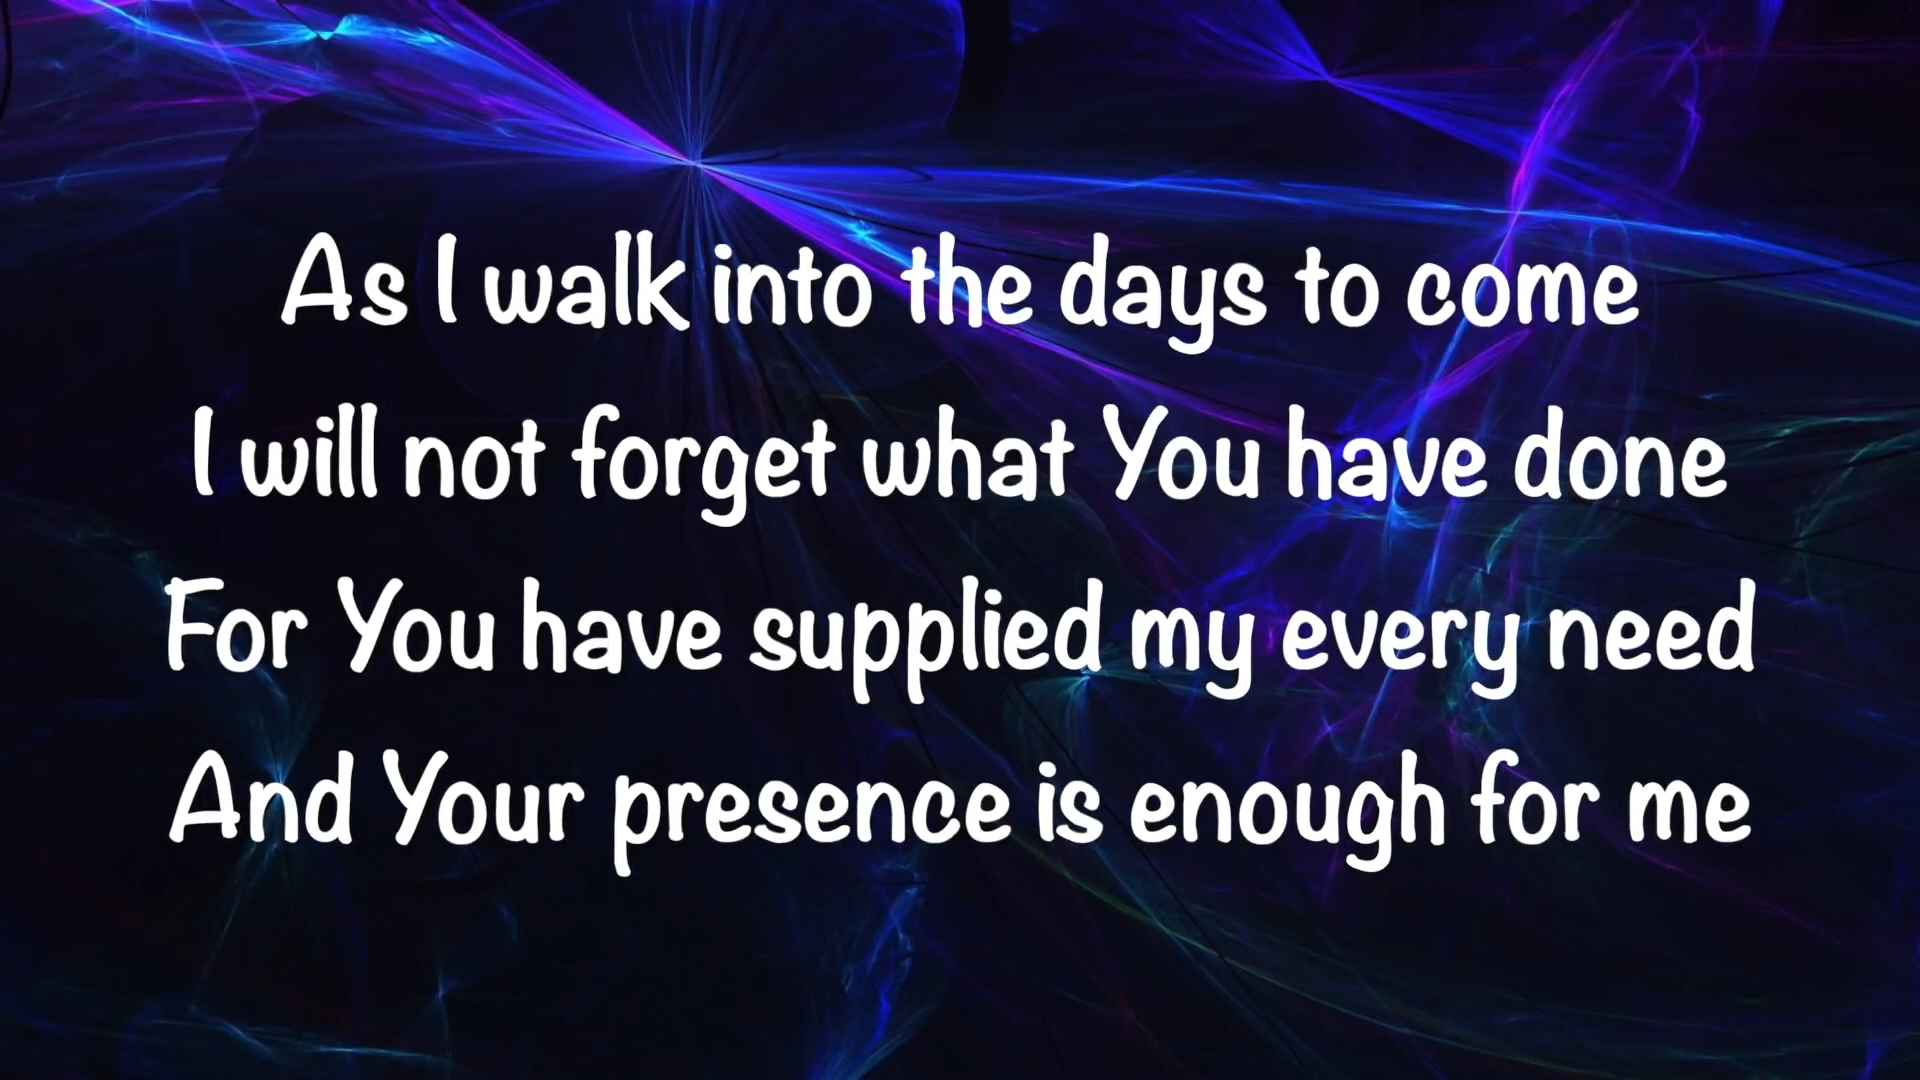 As I walk into the days to come
I will not forget what You have done
For You have supplied my every need
And Your presence is enough for me